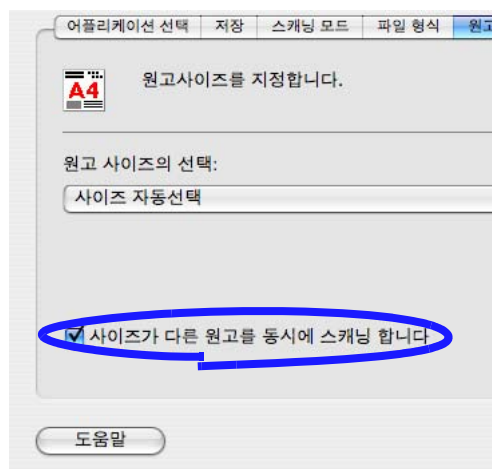 어플리케이션 선택 저장 스캐닝 모드 파일 형식 원고
A4 원고사이즈를 지정합니다.
원고 사이즈의 선택:
사이즈 자동선택
사이즈가 다른 원고를 동시에 스캐닝 합니다
도움말